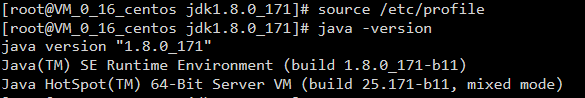 [root@VM_0_16_centos jdk1.8.0_171]# source /etc/profile
[root@VM_0_16_centos jdk1.8.0_171]# java -version
java version "1.8.0_171"
Java(TM) SE Runtime Environment (build 1.8.0_171-b11)
Java HotSpot(TM) 64-Bit Server VM (build 25.171-b11, mixed mode)